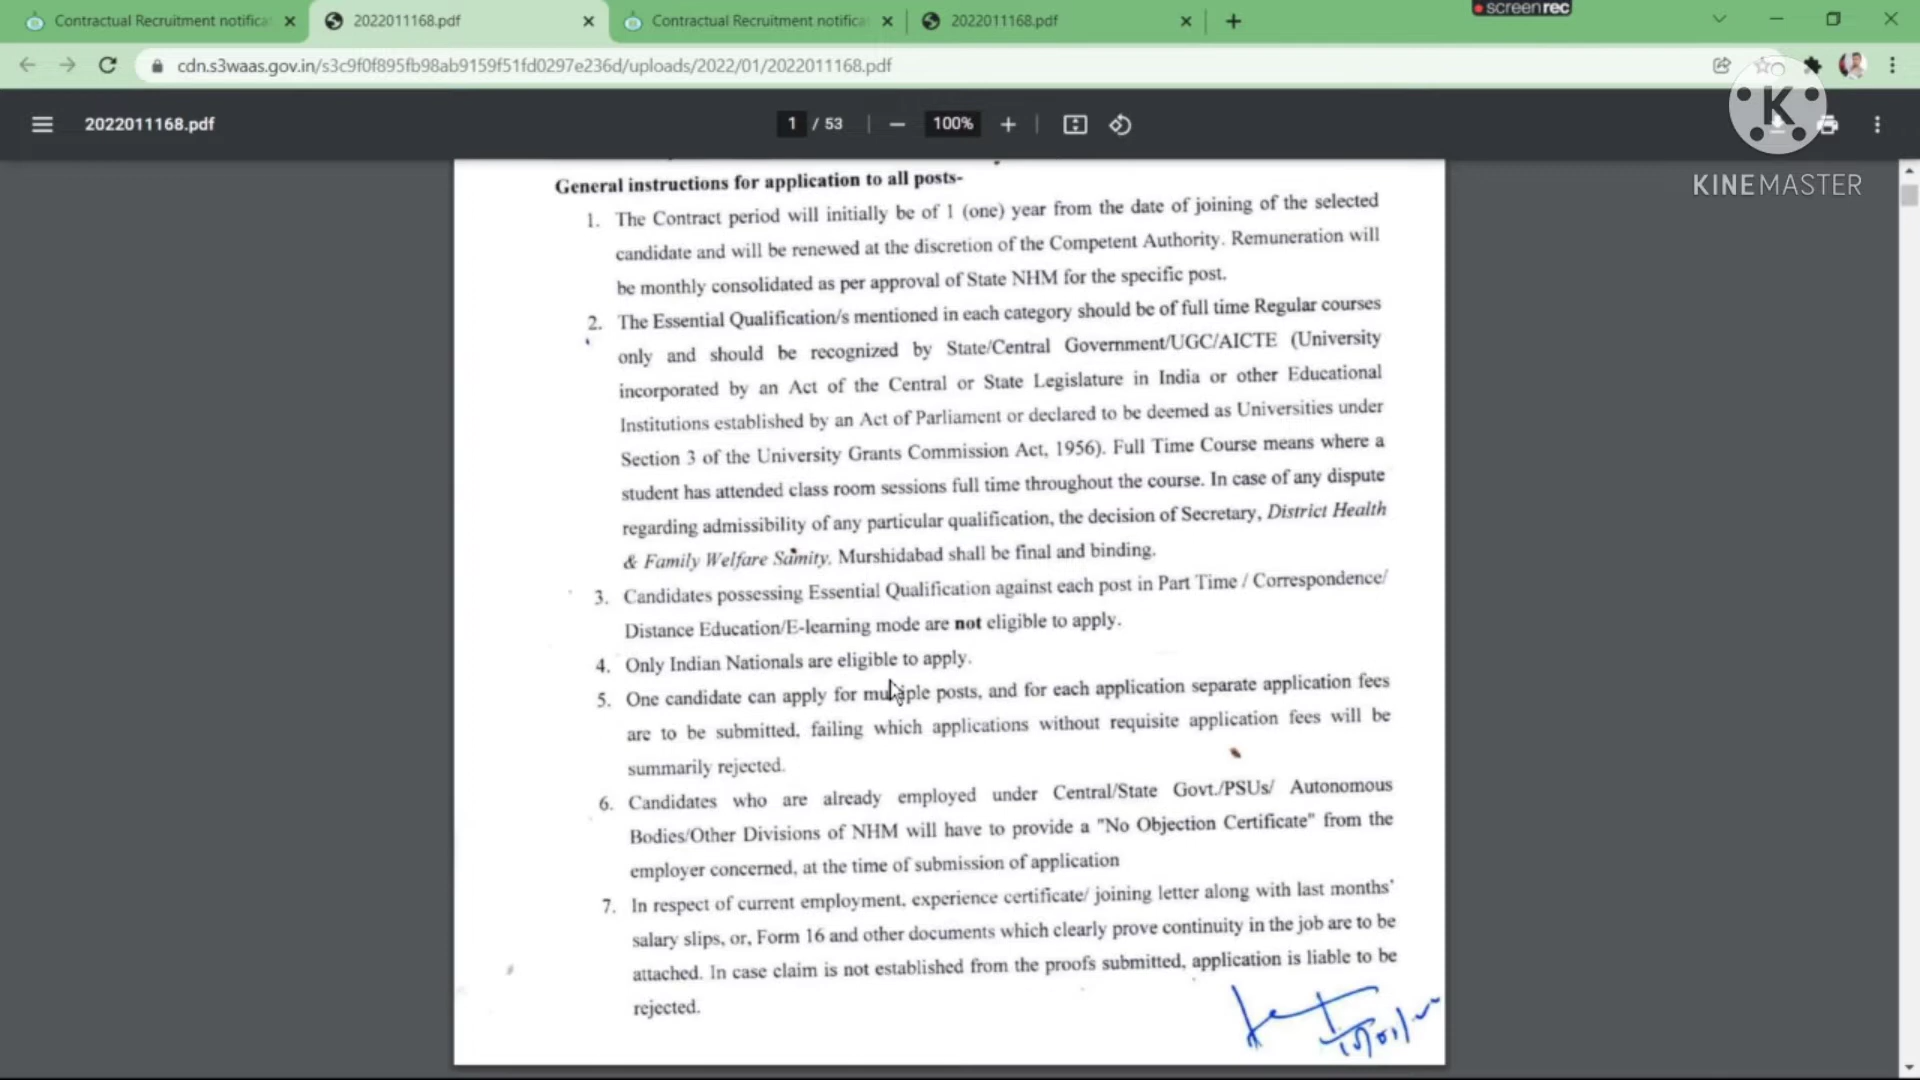 Contractual Recruitment notifica
2022011168.pdf
Contractual Recruitment notifica
2022011168.pdf
screen rec
cdn.s3waas.gov.in/s3c9f0f895fb98ab9159f51fd0297e236d/uploads/2022/01/2022011168.pdf
2022011168.pdf
1 / 53
100%
K
KINEMASTER
General instructions for application to all posts-
1. The Contract period will initially be of 1 (one) year from the date of joining of the selected
candidate and will be renewed at the discretion of the Competent Authority. Remuneration will
be monthly consolidated as per approval of State NHM for the specific post.
2. The Essential Qualification/s mentioned in each category should be of full time Regular courses
only and should be recognized by State/Central Government/UGC/AICTE (University
incorporated by an Act of the Central or State Legislature in India or other Educational
Institutions established by an Act of Parliament or declared to be deemed as Universities under
Section 3 of the University Grants Commission Act, 1956). Full Time Course means where a
student has attended class room sessions full time throughout the course. In case of any dispute
regarding admissibility of any particular qualification, the decision of Secretary, District Health
& Family Welfare Samity, Murshidabad shall be final and binding.
3. Candidates possessing Essential Qualification against each post in Part Time / Correspondence/
Distance Education/E-learning mode are not eligible to apply.
4. Only Indian Nationals are eligible to apply.
5. One candidate can apply for multiple posts, and for each application separate application fees
are to be submitted, failing which applications without requisite application fees will be
summarily rejected.
6. Candidates who are already employed under Central/State Govt./PSUs/ Autonomous
Bodies/Other Divisions of NHM will have to provide a "No Objection Certificate" from the
employer concerned, at the time of submission of application
7. In respect of current employment, experience certificate/ joining letter along with last months'
salary slips, or, Form 16 and other documents which clearly prove continuity in the job are to be
attached. In case claim is not established from the proofs submitted, application is liable to be
rejected.